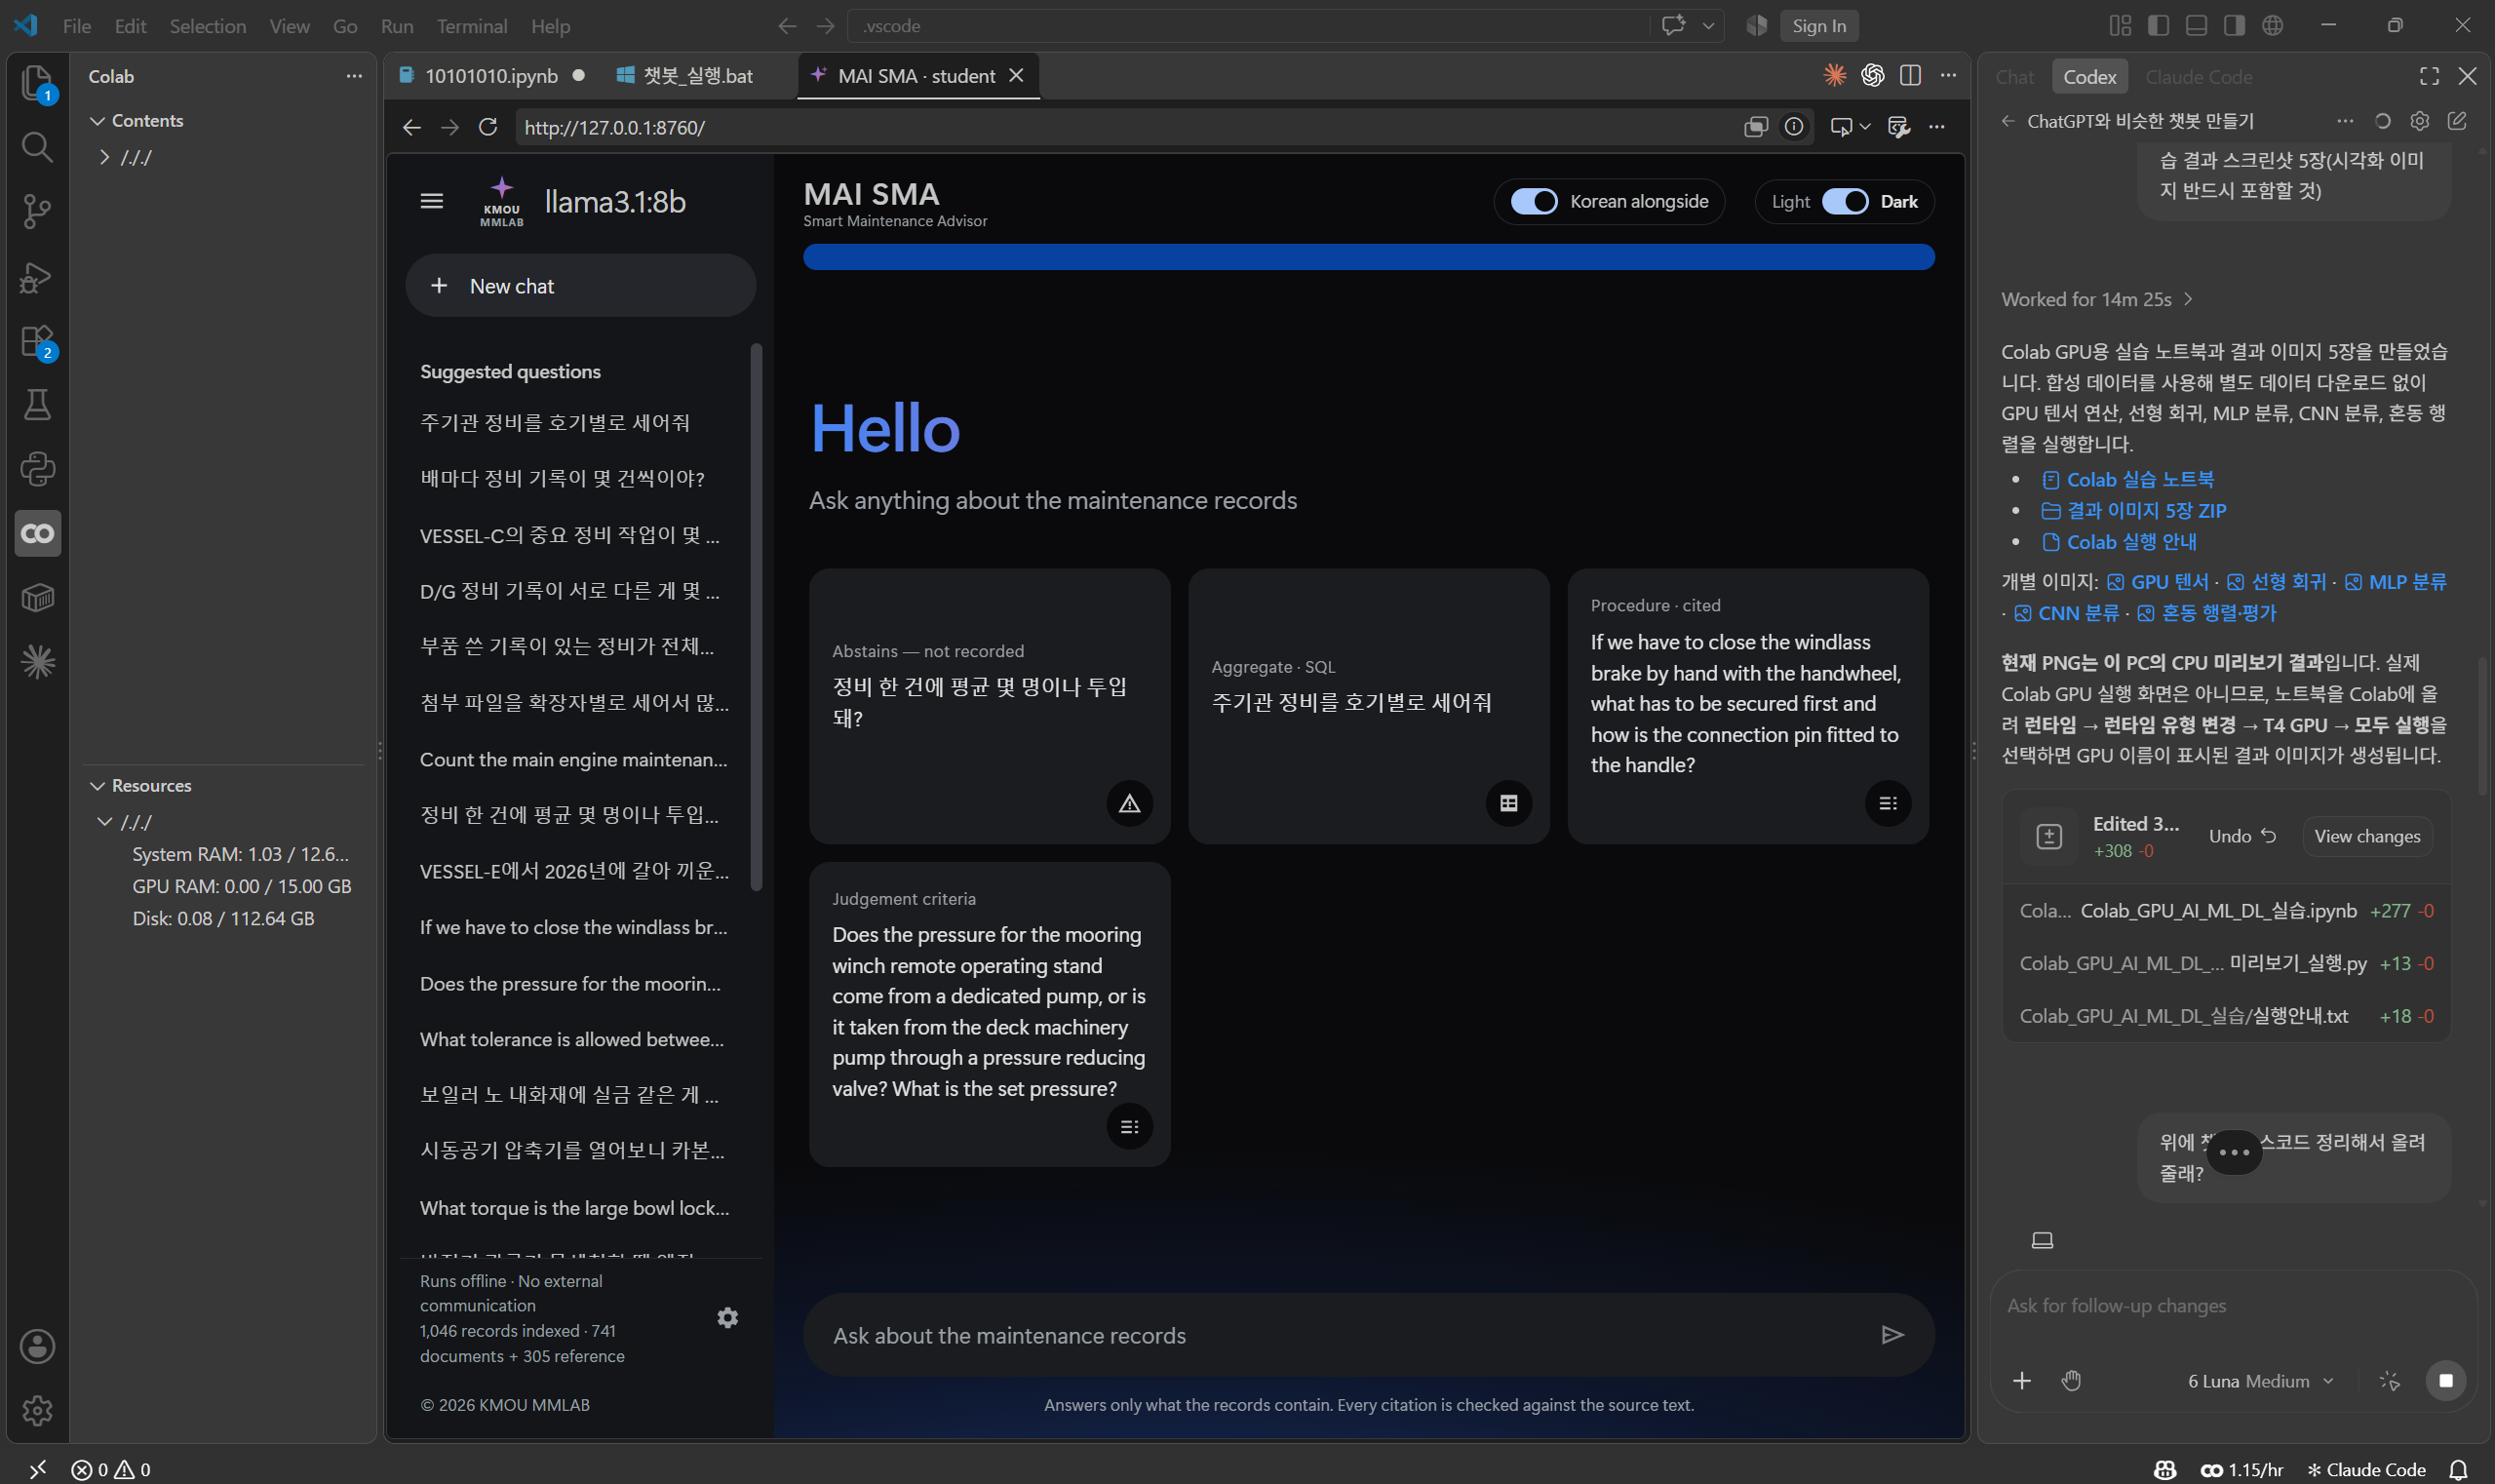 File Edit Selection View Go Run Terminal Help
.vscode
Sign In
Colab
Contents
/././
Resources
/././
System RAM: 1.03 / 12.6...
GPU RAM: 0.00 / 15.00 GB
Disk: 0.08 / 112.64 GB
1
2
10101010.ipynb
챗봇_실행.bat
MAI SMA · student
http://127.0.0.1:8760/
KMOU
MMLAB
llama3.1:8b
New chat
Suggested questions
주기관 정비를 호기별로 세어줘
배마다 정비 기록이 몇 건씩이야?
VESSEL-C의 중요 정비 작업이 몇 ...
D/G 정비 기록이 서로 다른 게 몇 ...
부품 쓴 기록이 있는 정비가 전체...
첨부 파일을 확장자별로 세어서 많...
Count the main engine maintenan...
정비 한 건에 평균 몇 명이나 투입...
VESSEL-E에서 2026년에 갈아 끼운...
If we have to close the windlass br...
Does the pressure for the moorin...
What tolerance is allowed betwee...
보일러 노 내화재에 실금 같은 게 ...
시동공기 압축기를 열어보니 카본...
What torque is the large bowl lock...
Runs offline · No external
communication
1,046 records indexed · 741
documents + 305 reference
© 2026 KMOU MMLAB
MAI SMA
Smart Maintenance Advisor
Korean alongside
Light
Dark
Hello
Ask anything about the maintenance records
Abstains — not recorded
정비 한 건에 평균 몇 명이나 투입
돼?
Aggregate · SQL
주기관 정비를 호기별로 세어줘
Procedure · cited
If we have to close the windlass
brake by hand with the handwheel,
what has to be secured first and
how is the connection pin fitted to
the handle?
Judgement criteria
Does the pressure for the mooring
winch remote operating stand
come from a dedicated pump, or is
it taken from the deck machinery
pump through a pressure reducing
valve? What is the set pressure?
Ask about the maintenance records
Answers only what the records contain. Every citation is checked against the source text.
Chat Codex Claude Code
ChatGPT와 비슷한 챗봇 만들기
습 결과 스크린샷 5장(시각화 이미
지 반드시 포함할 것)
Worked for 14m 25s
Colab GPU용 실습 노트북과 결과 이미지 5장을 만들었습
니다. 합성 데이터를 사용해 별도 데이터 다운로드 없이
GPU 텐서 연산, 선형 회귀, MLP 분류, CNN 분류, 혼동 행
렬을 실행합니다.
• Colab 실습 노트북
• 결과 이미지 5장 ZIP
• Colab 실행 안내
개별 이미지: GPU 텐서 · 선형 회귀 · MLP 분류
· CNN 분류 · 혼동 행렬·평가
현재 PNG는 이 PC의 CPU 미리보기 결과입니다. 실제
Colab GPU 실행 화면은 아니므로, 노트북을 Colab에 올
려 런타임 → 런타임 유형 변경 → T4 GPU → 모두 실행을
선택하면 GPU 이름이 표시된 결과 이미지가 생성됩니다.
Edited 3...
+308 -0
Undo
View changes
Cola... Colab_GPU_AI_ML_DL_실습.ipynb +277 -0
Colab_GPU_AI_ML_DL_... 미리보기_실행.py +13 -0
Colab_GPU_AI_ML_DL_실습/실행안내.txt +18 -0
위에 스코드 정리해서 올려
줄래?
Ask for follow-up changes
6 Luna Medium
0 0
1.15/hr
Claude Code